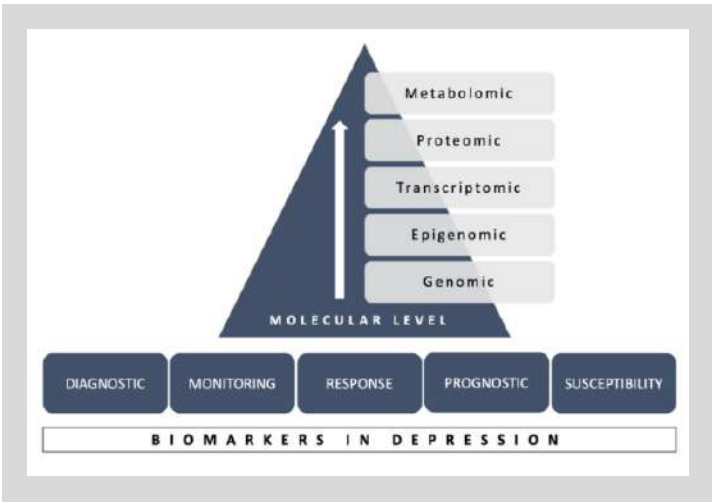 Metabolomic
Proteomic
Transcriptomic
Epigenomic
Genomic
MOLECULAR LEVEL
DIAGNOSTIC MONITORING RESPONSE PROGNOSTIC SUSCEPTIBILITY
BIOMARKERS IN DEPRESSION